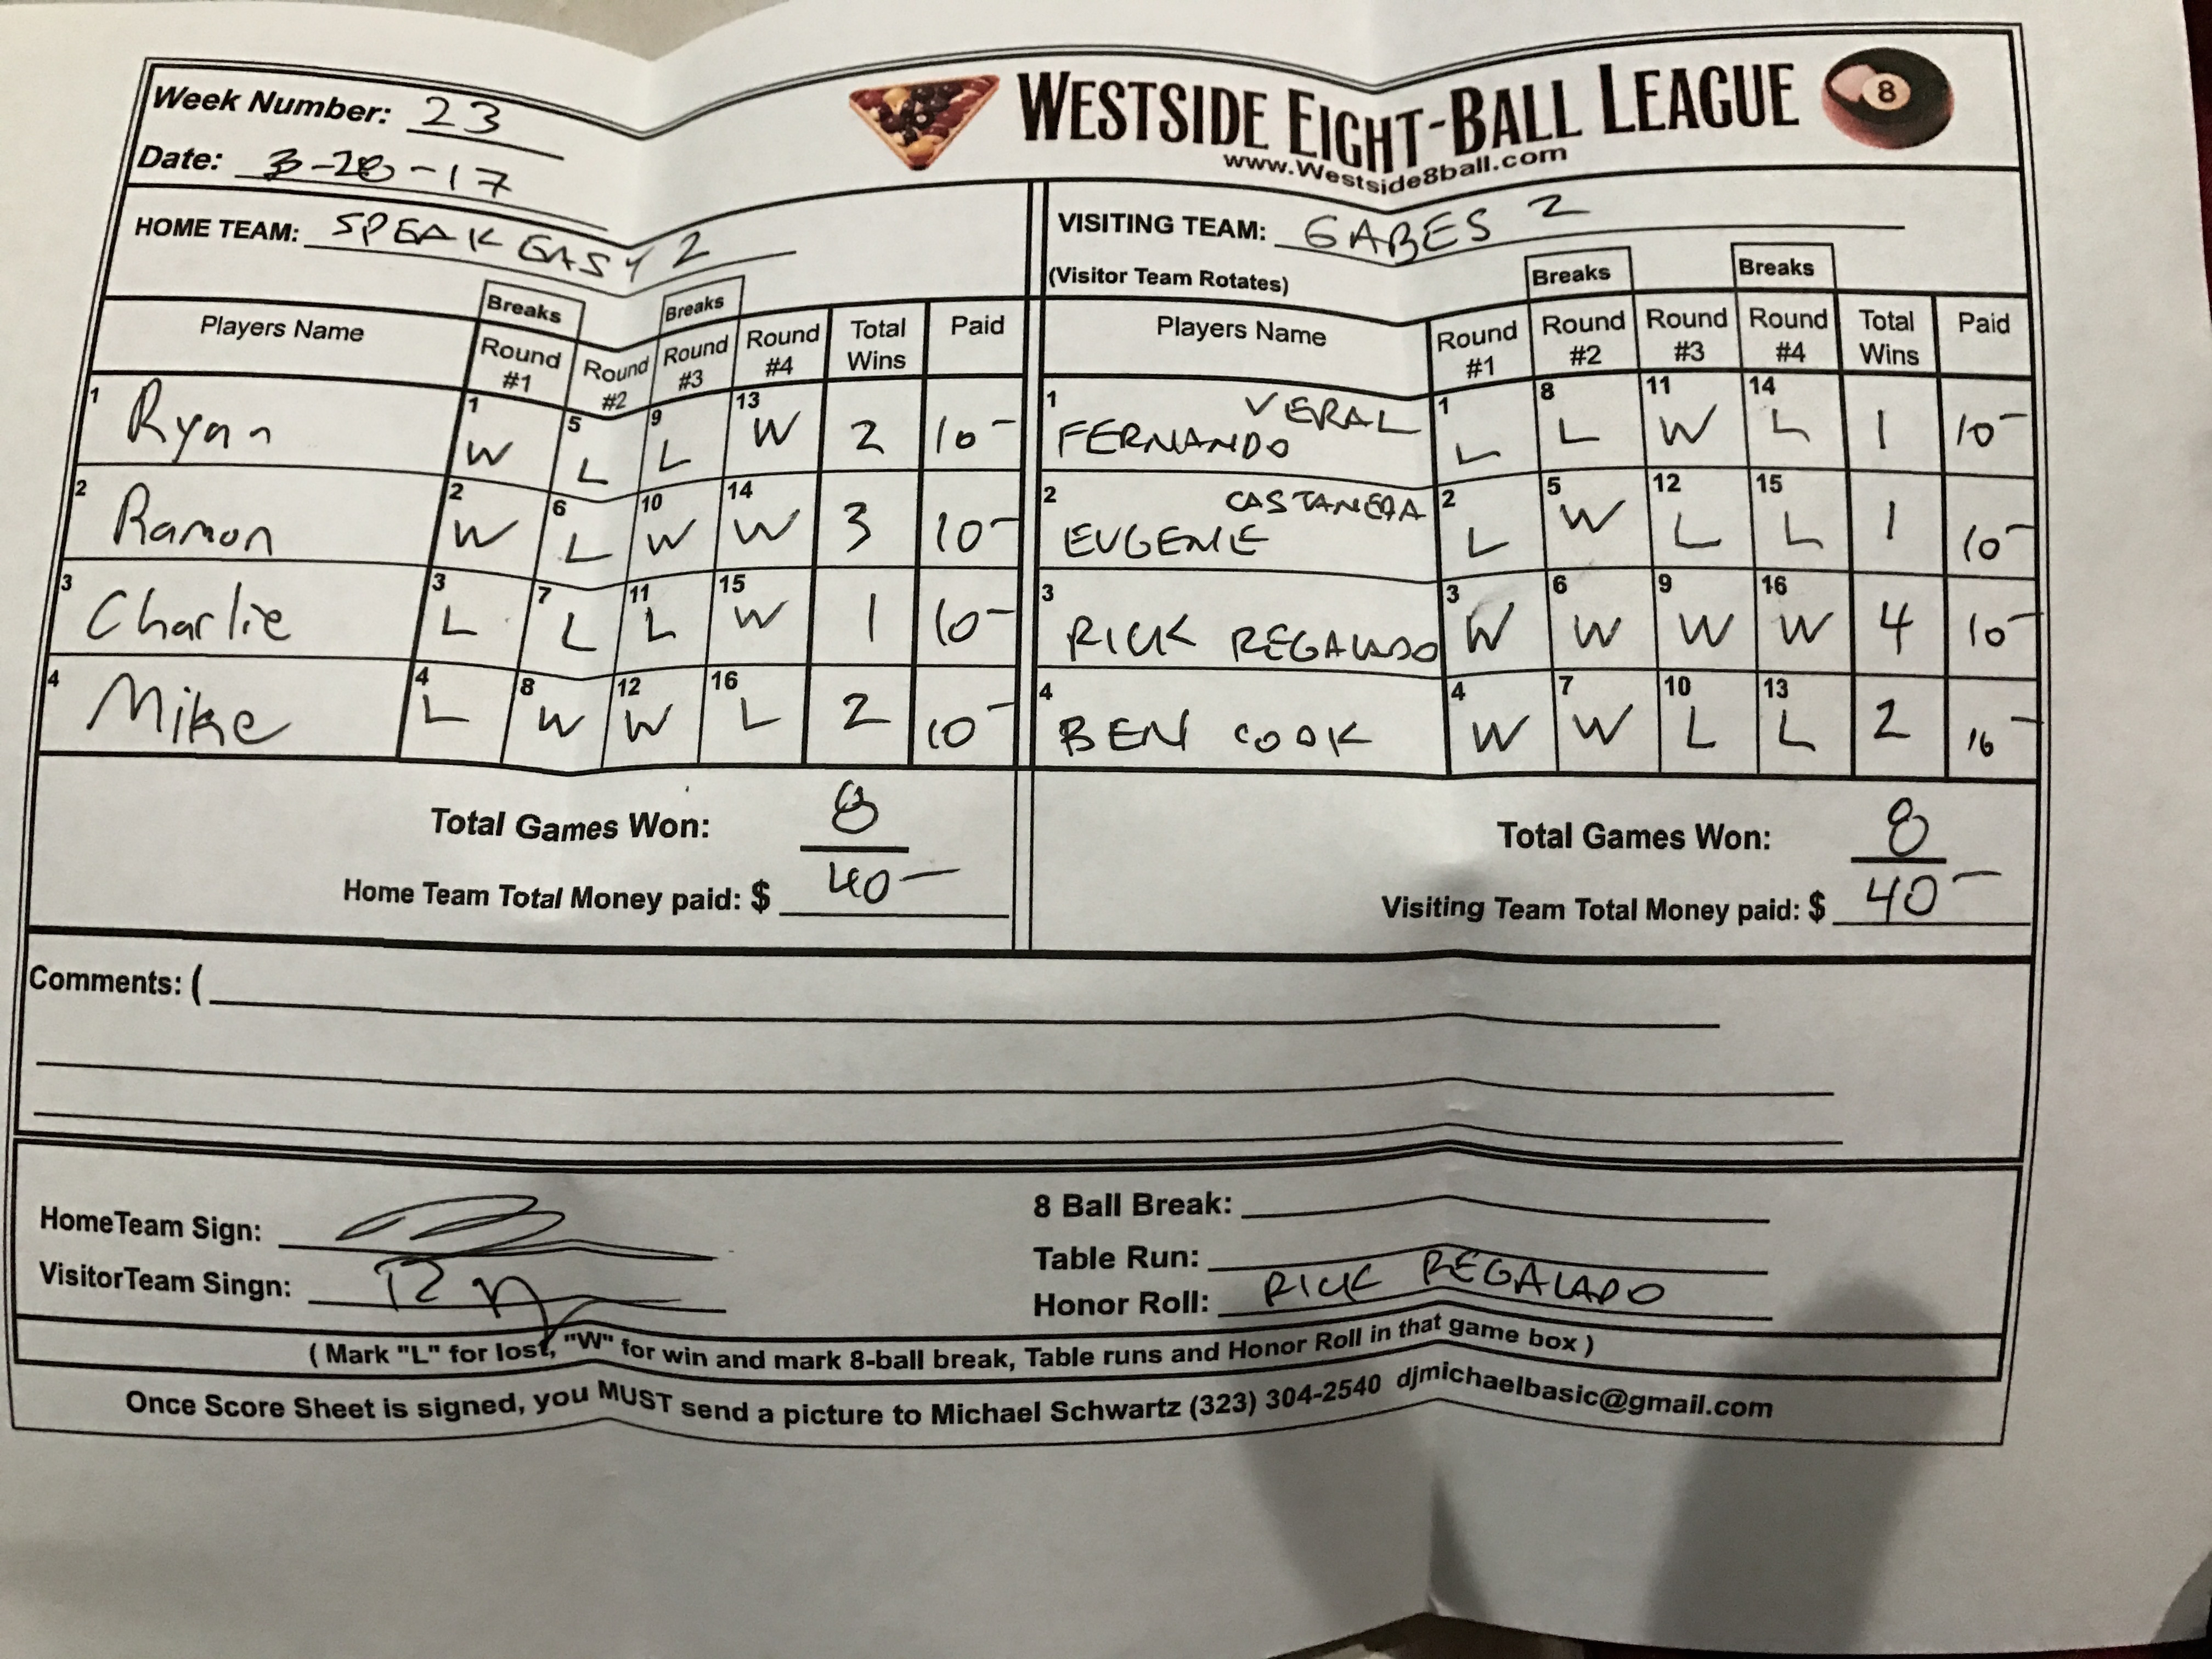 Week Number: 23
WESTSIDE EIGHT-BALL LEAGUE 8
Date: 3-28-17
www.Westside8ball.com
HOME TEAM: SPEAKEASY 2
VISITING TEAM: GABES 2
(Visitor Team Rotates)
Breaks Breaks Breaks Breaks
Players Name Round #1 Round #2 Round #3 Round #4 Total Wins Paid Players Name Round #1 Round #2 Round #3 Round #4 Total Wins Paid
1 Ryan 1 W 5 L 9 L 13 W 2 10- 1 VERAL FERNANDO 1 L 8 L 11 W 14 L 1 10-
2 Ramon 2 W 6 L 10 W 14 W 3 10- 2 EUGENIE 2 L 5 W 12 L 15 L 1 10-
3 Charlie 3 L 7 L 11 L 15 W 1 10- 3 RICK REGALADO 3 W 6 W 9 W 16 W 4 10-
4 Mike 4 L 8 W 12 W 16 L 2 10- 4 BEN COOK 4 W 7 W 10 L 13 L 2 10-
Total Games Won: 8 Total Games Won: 8
Home Team Total Money paid: $ 40- Visiting Team Total Money paid: $ 40-
Comments: (
HomeTeam Sign:
8 Ball Break:
VisitorTeam Singn:
Table Run:
Honor Roll: RICK REGALADO
( Mark "L" for lost, "W" for win and mark 8-ball break, Table runs and Honor Roll in that game box )
Once Score Sheet is signed, you MUST send a picture to Michael Schwartz (323) 304-2540 djmichaelbasic@gmail.com